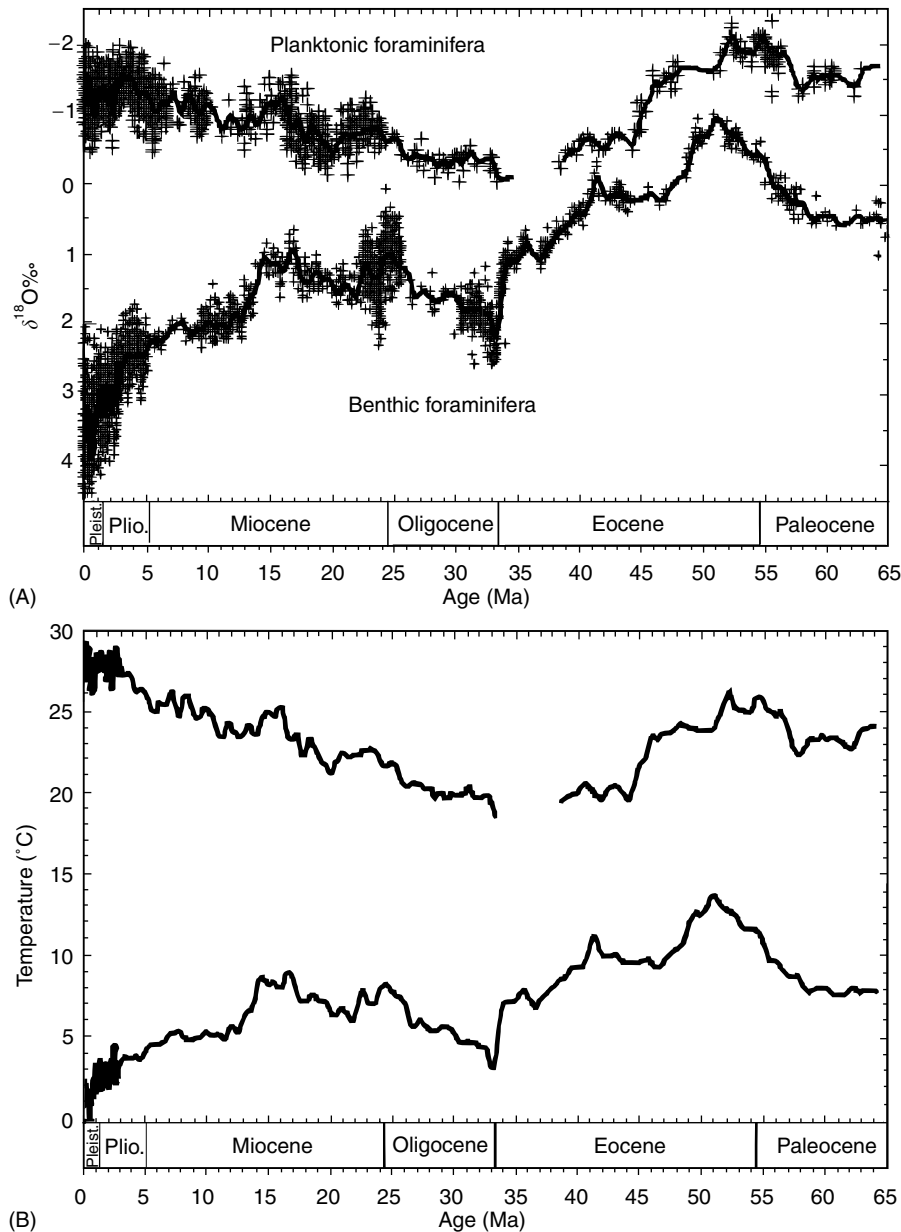 Planktonic foraminifera
−2
−1
0
1
2
3
4
δ18O‰
Benthic foraminifera
Pleist. Plio. Miocene Oligocene Eocene Paleocene
0 5 10 15 20 25 30 35 40 45 50 55 60 65
(A) Age (Ma)
30
25
20
15
10
5
0
Temperature (°C)
Pleist. Plio. Miocene Oligocene Eocene Paleocene
0 5 10 15 20 25 30 35 40 45 50 55 60 65
(B) Age (Ma)